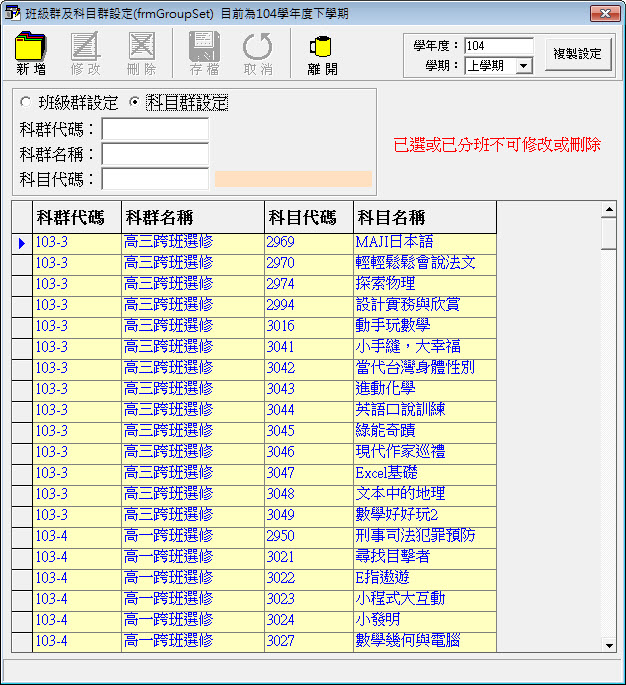 班級群及科目群設定(frmGroupSet) 目前為104學年度下學期
新增 修改 刪除 存檔 取消 離開
學年度： 104
學期： 上學期
複製設定
班級群設定 科目群設定
科群代碼：
科群名稱：
科目代碼：
已選或已分班不可修改或刪除
科群代碼 科群名稱 科目代碼 科目名稱
103-3 高三跨班選修 2969 MAJI日本語
103-3 高三跨班選修 2970 輕輕鬆鬆會說法文
103-3 高三跨班選修 2974 探索物理
103-3 高三跨班選修 2994 設計實務與欣賞
103-3 高三跨班選修 3016 動手玩數學
103-3 高三跨班選修 3041 小手縫，大幸福
103-3 高三跨班選修 3042 當代台灣身體性別
103-3 高三跨班選修 3043 進動化學
103-3 高三跨班選修 3044 英語口說訓練
103-3 高三跨班選修 3045 綠能奇蹟
103-3 高三跨班選修 3046 現代作家巡禮
103-3 高三跨班選修 3047 Excel基礎
103-3 高三跨班選修 3048 文本中的地理
103-3 高三跨班選修 3049 數學好好玩2
103-4 高一跨班選修 2950 刑事司法犯罪預防
103-4 高一跨班選修 3021 尋找目擊者
103-4 高一跨班選修 3022 E指遨遊
103-4 高一跨班選修 3023 小程式大互動
103-4 高一跨班選修 3024 小發明
103-4 高一跨班選修 3027 數學幾何與電腦